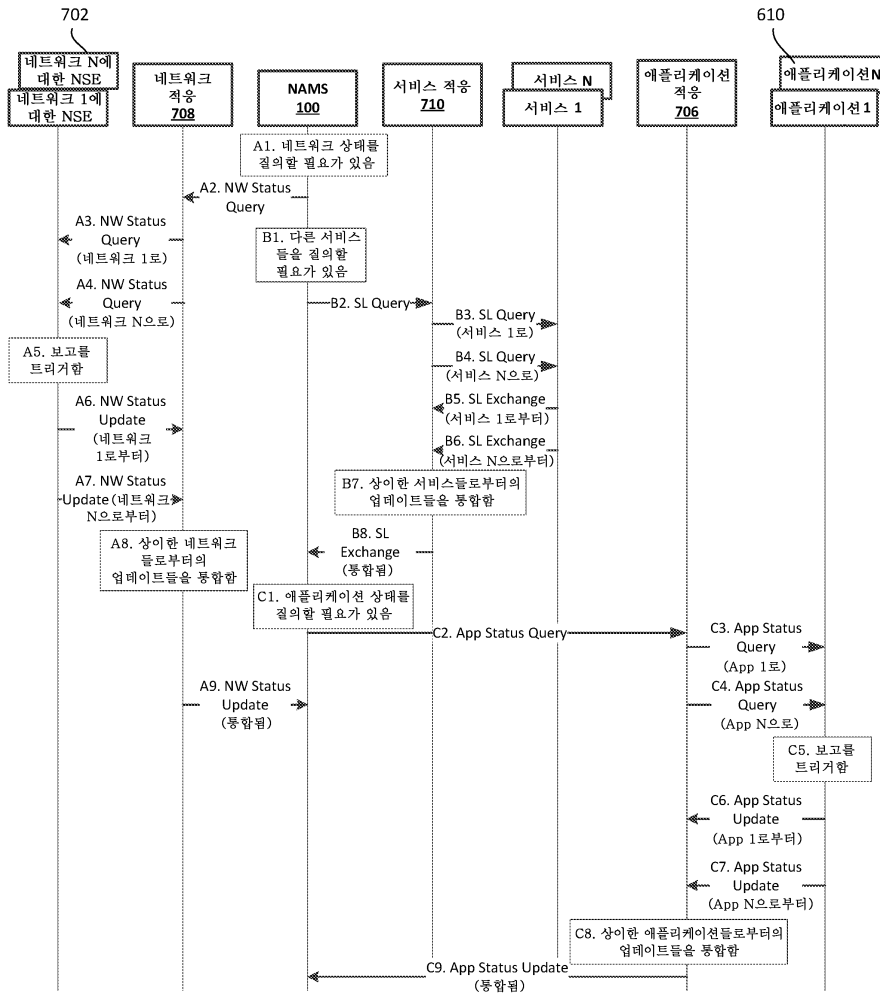 702
610
네트워크 N에
대한 NSE
네트워크 1에
대한 NSE
네트워크
적응
708
NAMS
100
서비스 적응
710
서비스 N
서비스 1
애플리케이션
적응
706
애플리케이션N
애플리케이션1
A1. 네트워크 상태를
질의할 필요가 있음
A2. NW Status
Query
A3. NW Status
Query
(네트워크 1로)
B1. 다른 서비스
들을 질의할
필요가 있음
A4. NW Status
Query
(네트워크 N으로)
B2. SL Query
B3. SL Query
(서비스 1로)
A5. 보고를
트리거함
B4. SL Query
(서비스 N으로)
A6. NW Status
Update
(네트워크
1로부터)
B5. SL Exchange
(서비스 1로부터)
B6. SL Exchange
(서비스 N으로부터)
A7. NW Status
Update(네트워크
N으로부터)
B7. 상이한 서비스들로부터의
업데이트들을 통합함
A8. 상이한 네트워크
들로부터의
업데이트들을 통합함
B8. SL
Exchange
(통합됨)
C1. 애플리케이션 상태를
질의할 필요가 있음
C2. App Status Query
C3. App Status
Query
(App 1로)
A9. NW Status
Update
(통합됨)
C4. App Status
Query
(App N으로)
C5. 보고를
트리거함
C6. App Status
Update
(App 1로부터)
C7. App Status
Update
(App N으로부터)
C8. 상이한 애플리케이션들로부터의
업데이트들을 통합함
C9. App Status Update
(통합됨)